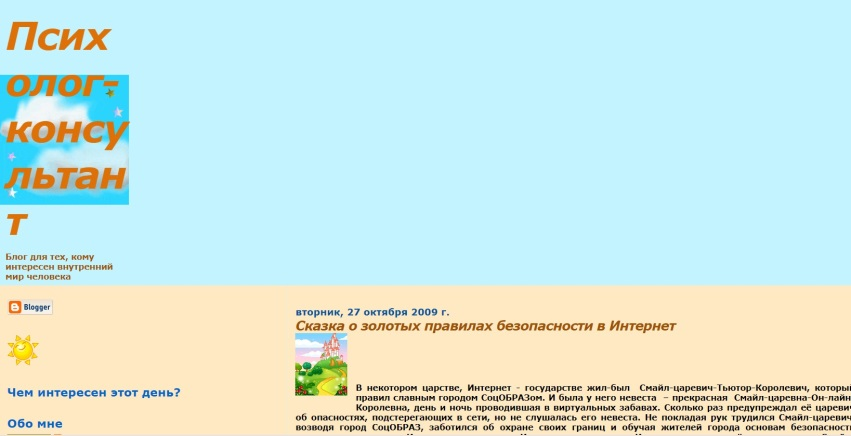 Псих
олог-
консу
льтан
т
Блог для тех, кому
интересен внутренний
мир человека
Blogger
Чем интересен этот день?
Обо мне
вторник, 27 октября 2009 г.
Сказка о золотых правилах безопасности в Интернет
В некотором царстве, Интернет - государстве жил-был Смайл-царевич-Тьютор-Королевич, который
правил славным городом СоцОБРАЗом. И была у него невеста – прекрасная Смайл-царевна-Он-лайн-
Королевна, день и ночь проводившая в виртуальных забавах. Сколько раз предупреждал её царевич
об опасностях, подстерегающих в сети, но не слушалась его невеста. Не покладая рук трудился Смайл-царевич,
возводя город СоцОБРАЗ, заботился об охране своих границ и обучая жителей города основам безопасности